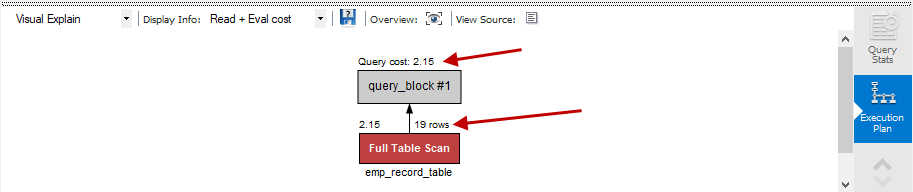 Visual Explain Display Info: Read + Eval cost Overview: View Source:
Query Stats
Query cost: 2.15
query_block #1
2.15 19 rows
Full Table Scan
emp_record_table
Execution Plan